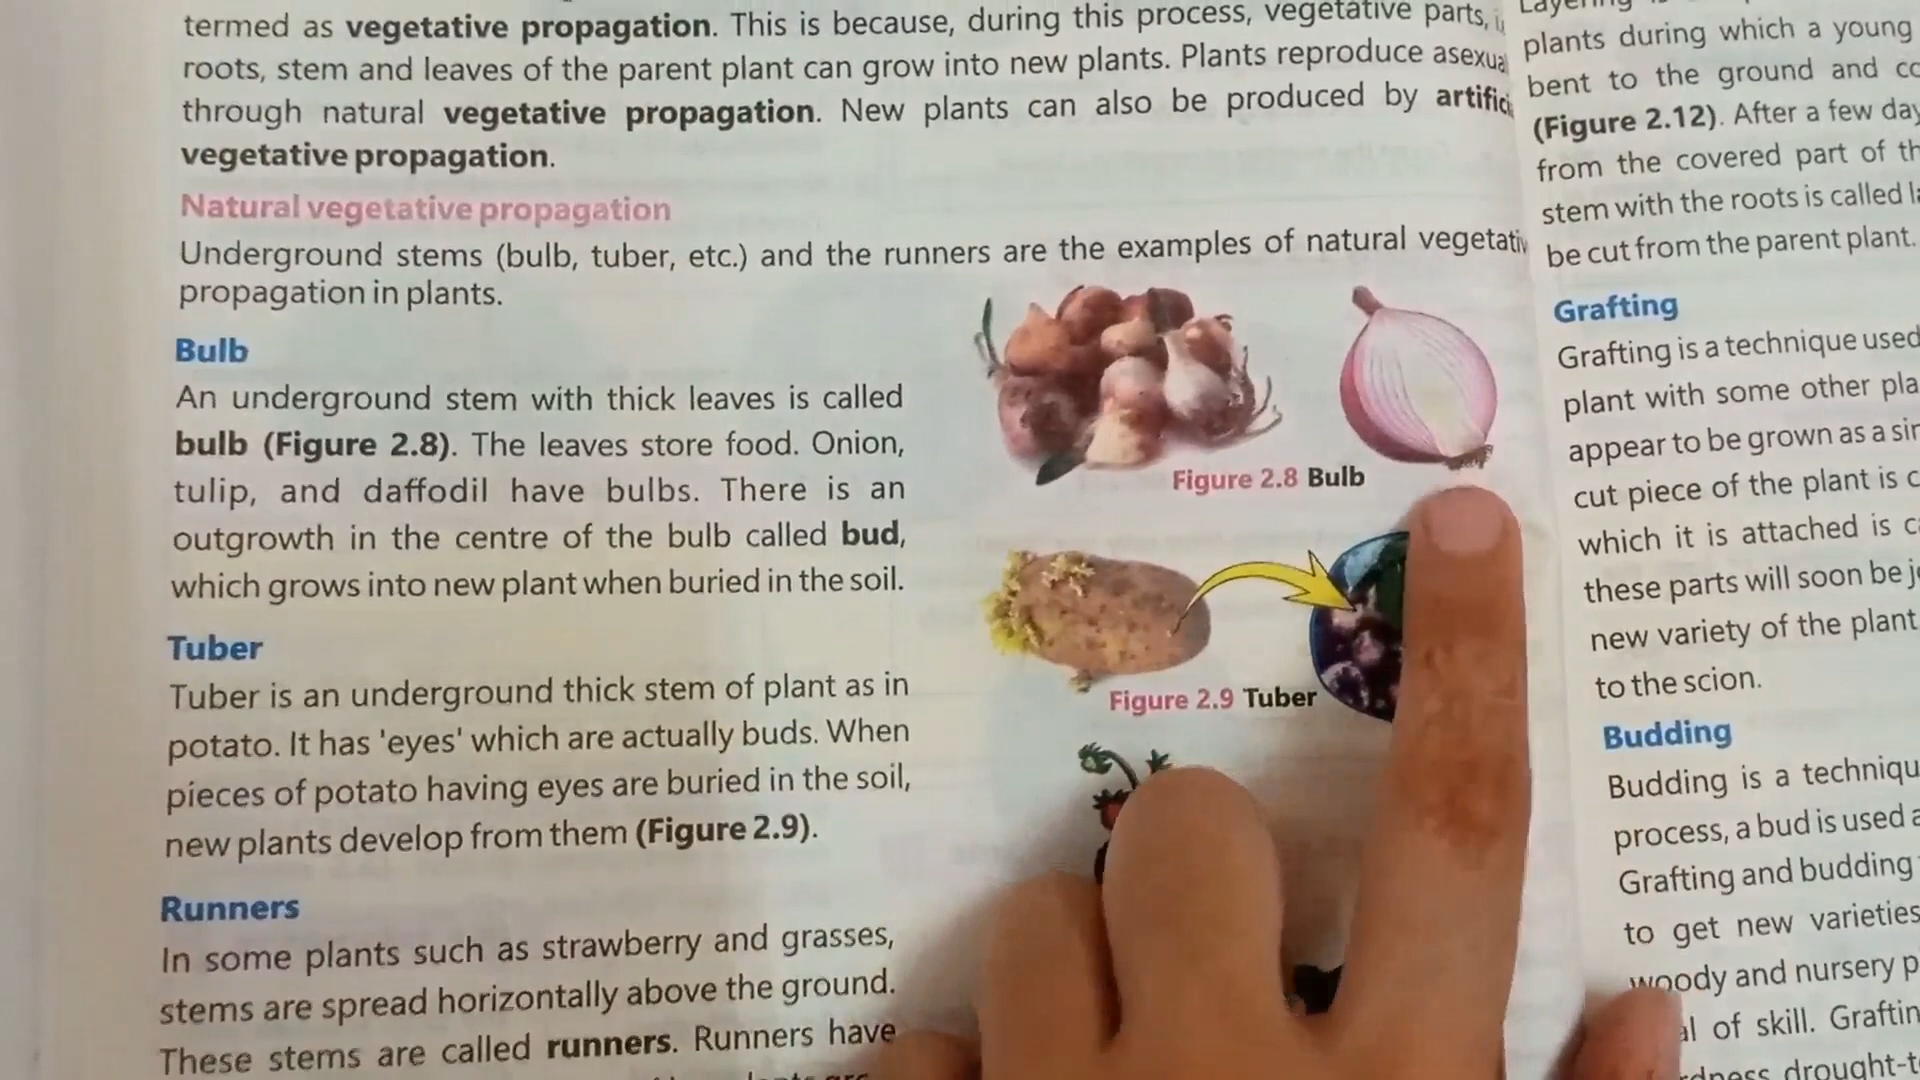 termed as vegetative propagation. This is because, during this process, vegetative parts,
roots, stem and leaves of the parent plant can grow into new plants. Plants reproduce
through natural vegetative propagation. New plants can also be produced by
vegetative propagation.
Natural vegetative propagation
Underground stems (bulb, tuber, etc.) and the runners are the examples of natural
propagation in plants.
Bulb
An underground stem with thick leaves is called
bulb (Figure 2.8). The leaves store food. Onion,
tulip, and daffodil have bulbs. There is an
outgrowth in the centre of the bulb called bud,
which grows into new plant when buried in the soil.
Figure 2.8 Bulb
Tuber
Tuber is an underground thick stem of plant as in
potato. It has 'eyes' which are actually buds. When
pieces of potato having eyes are buried in the soil,
new plants develop from them (Figure 2.9).
Figure 2.9 Tuber
Runners
In some plants such as strawberry and grasses,
stems are spread horizontally above the ground.
These stems are called runners. Runners have
plants during which a young
bent to the ground and
(Figure 2.12). After a few
from the covered part of
stem with the roots is called
be cut from the parent plant.
Grafting
Grafting is a technique used
plant with some other
appear to be grown as a
cut piece of the plant is
which it is attached is
these parts will soon be
new variety of the plant
to the scion.
Budding
Budding is a
process, a bud is used
Grafting and budding
to get new varieties
woody and nursery
of skill.